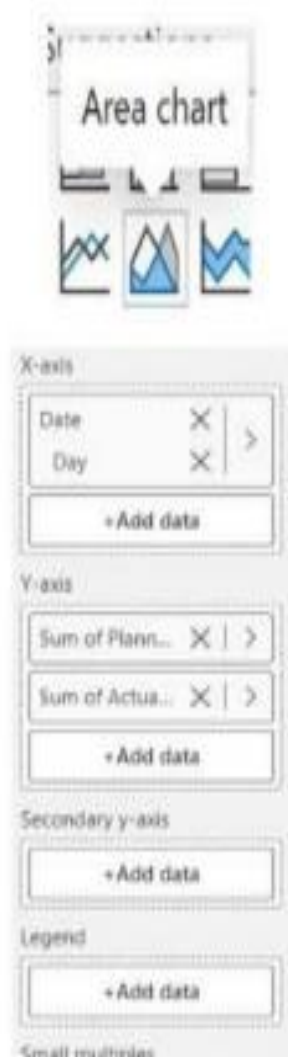 Area chart
X-axis
Date
Day
+Add data
Y-axis
Sum of Plann...
Sum of Actua...
+Add data
Secondary y-axis
+Add data
Legend
+Add data
Small multiples